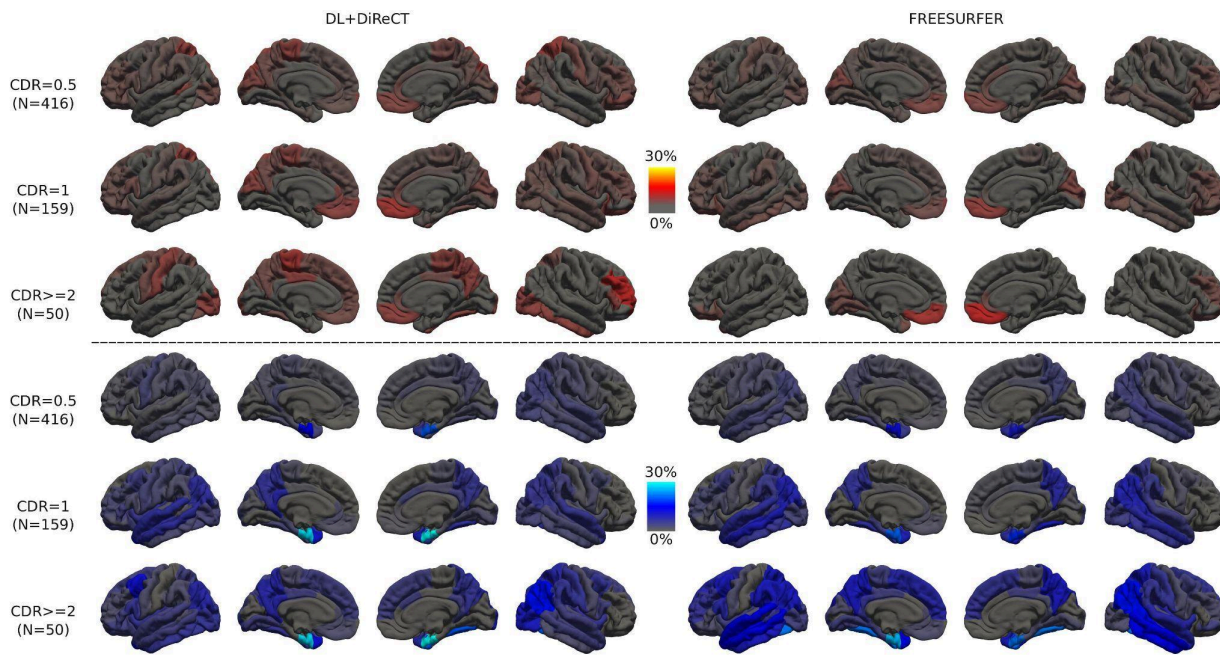 DL+DiReCT
FREESURFER
CDR=0.5
(N=416)
CDR=1
(N=159)
30%
0%
CDR>=2
(N=50)
CDR=0.5
(N=416)
CDR=1
(N=159)
30%
0%
CDR>=2
(N=50)